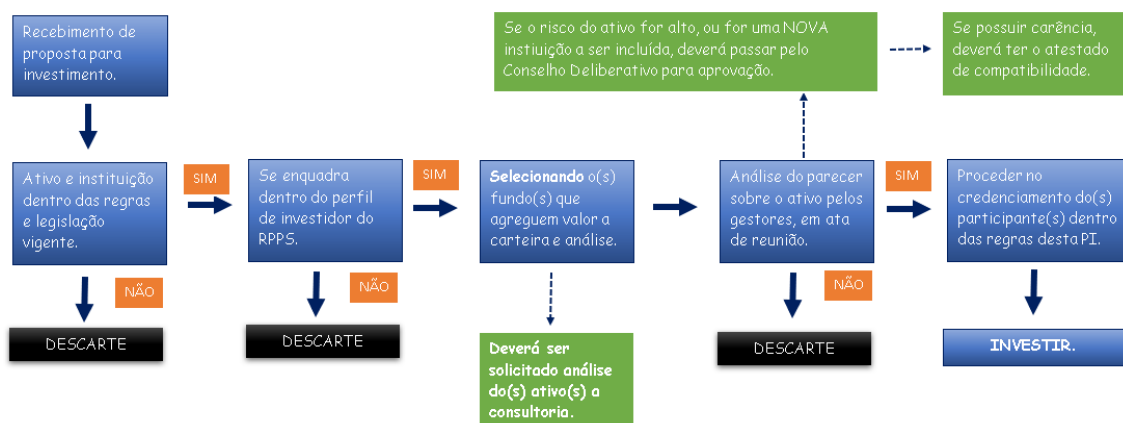 Recebimento de
proposta para
investimento.
Se o risco do ativo for alto, ou for uma NOVA
instiuição a ser incluída, deverá passar pelo
Conselho Deliberativo para aprovação.
Se possuir carência,
deverá ter o atestado
de compatibilidade.
Ativo e instituição
dentro das regras
e legislação
vigente.
SIM
Se enquadra
dentro do perfil
de investidor do
RPPS.
SIM
Selecionando o(s)
fundo(s) que
agreguem valor a
carteira e análise.
Análise do parecer
sobre o ativo pelos
gestores, em ata
de reunião.
SIM
Proceder no
credenciamento do(s)
participante(s) dentro
das regras desta PI.
NÃO
NÃO
NÃO
DESCARTE
DESCARTE
Deverá ser
solicitado análise
do(s) ativo(s) a
consultoria.
DESCARTE
INVESTIR.